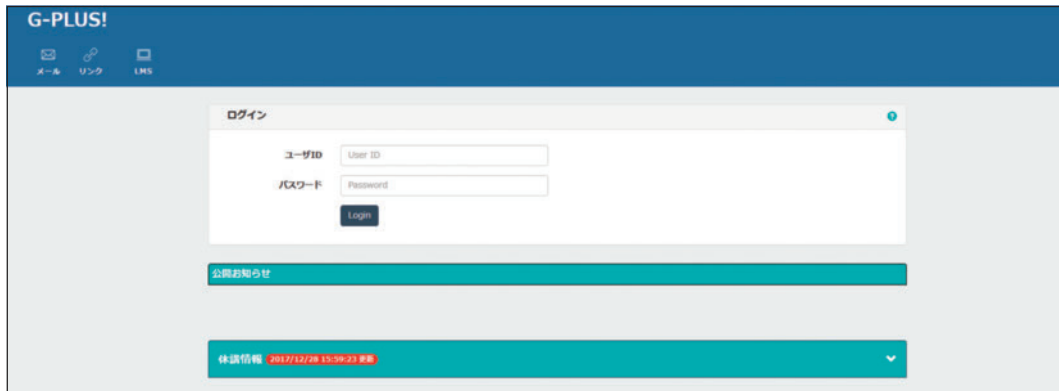 G-PLUS!
メール リンク LMS
ログイン
ユーザID User ID
パスワード Password
Login
公開お知らせ
休講情報 2017/12/28 15:59:23 更新